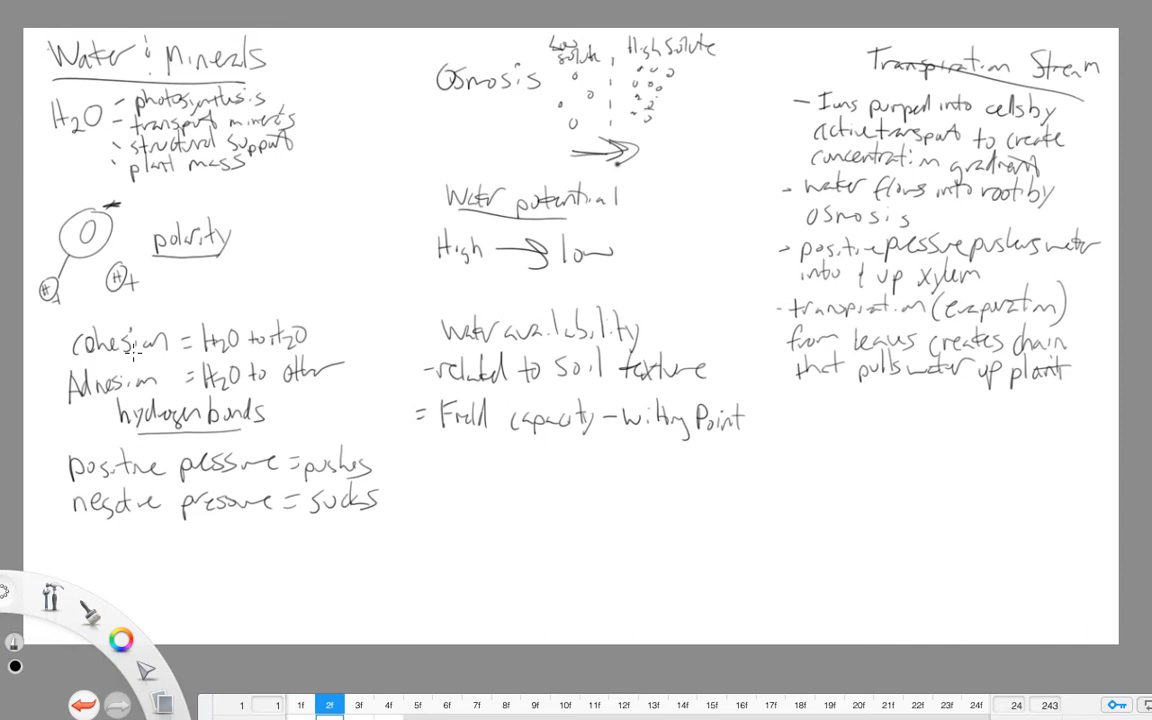 Water & Minerals
H2O - photosynthesis
- transport minerals
- structural support
- plant mass
O
H+
H+
polarity
cohesion = H2O to H2O
Adhesion = H2O to other
hydrogen bonds
positive pressure = pushes
negative pressure = sucks
Osmosis
Low solute
High Solute
Water potential
High → low
Water availability
- related to soil texture
= Field capacity - Wilting Point
Transpiration Stream
- Ions pumped into cells by
active transport to create
concentration gradient
- water flows into root by
osmosis
- positive pressure pushes water
into & up xylem
- transpiration (evaporation)
from leaves creates chain
that pulls water up plant
1 1 1f 2f 3f 4f 5f 6f 7f 8f 9f 10f 11f 12f 13f 14f 15f 16f 17f 18f 19f 20f 21f 22f 23f 24f 24 243